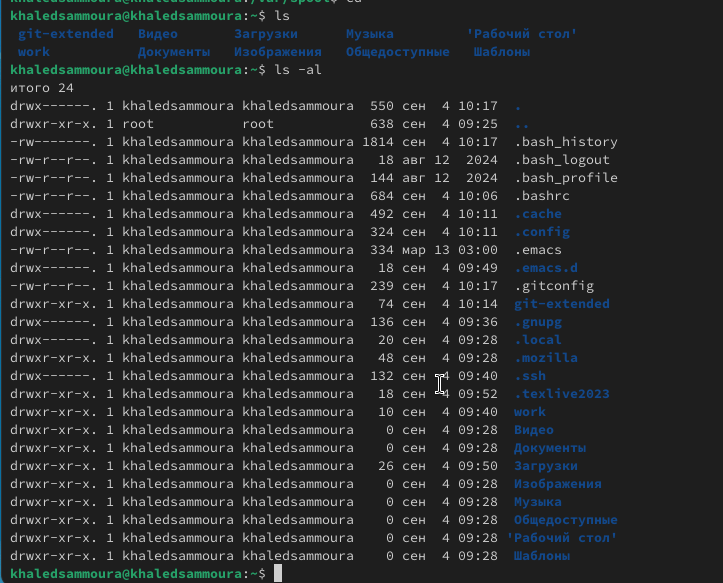 khaledsammoura@khaledsammoura:~$ ls
git-extended Видео Загрузки Музыка 'Рабочий стол'
work Документы Изображения Общедоступные Шаблоны
khaledsammoura@khaledsammoura:~$ ls -al
итого 24
drwx------. 1 khaledsammoura khaledsammoura 550 сен 4 10:17 .
drwxr-xr-x. 1 root root 638 сен 4 09:25 ..
-rw-------. 1 khaledsammoura khaledsammoura 1814 сен 4 10:17 .bash_history
-rw-r--r--. 1 khaledsammoura khaledsammoura 18 авг 12 2024 .bash_logout
-rw-r--r--. 1 khaledsammoura khaledsammoura 144 авг 12 2024 .bash_profile
-rw-r--r--. 1 khaledsammoura khaledsammoura 684 сен 4 10:06 .bashrc
drwx------. 1 khaledsammoura khaledsammoura 492 сен 4 10:11 .cache
drwx------. 1 khaledsammoura khaledsammoura 324 сен 4 10:11 .config
-rw-r--r--. 1 khaledsammoura khaledsammoura 334 мар 13 03:00 .emacs
drwx------. 1 khaledsammoura khaledsammoura 18 сен 4 09:49 .emacs.d
-rw-r--r--. 1 khaledsammoura khaledsammoura 239 сен 4 10:17 .gitconfig
drwxr-xr-x. 1 khaledsammoura khaledsammoura 74 сен 4 10:14 git-extended
drwx------. 1 khaledsammoura khaledsammoura 136 сен 4 09:36 .gnupg
drwx------. 1 khaledsammoura khaledsammoura 20 сен 4 09:28 .local
drwxr-xr-x. 1 khaledsammoura khaledsammoura 48 сен 4 09:28 .mozilla
drwx------. 1 khaledsammoura khaledsammoura 132 сен 4 09:40 .ssh
drwxr-xr-x. 1 khaledsammoura khaledsammoura 18 сен 4 09:52 .texlive2023
drwxr-xr-x. 1 khaledsammoura khaledsammoura 10 сен 4 09:40 work
drwxr-xr-x. 1 khaledsammoura khaledsammoura 0 сен 4 09:28 Видео
drwxr-xr-x. 1 khaledsammoura khaledsammoura 0 сен 4 09:28 Документы
drwxr-xr-x. 1 khaledsammoura khaledsammoura 26 сен 4 09:50 Загрузки
drwxr-xr-x. 1 khaledsammoura khaledsammoura 0 сен 4 09:28 Изображения
drwxr-xr-x. 1 khaledsammoura khaledsammoura 0 сен 4 09:28 Музыка
drwxr-xr-x. 1 khaledsammoura khaledsammoura 0 сен 4 09:28 Общедоступные
drwxr-xr-x. 1 khaledsammoura khaledsammoura 0 сен 4 09:28 'Рабочий стол'
drwxr-xr-x. 1 khaledsammoura khaledsammoura 0 сен 4 09:28 Шаблоны
khaledsammoura@khaledsammoura:~$